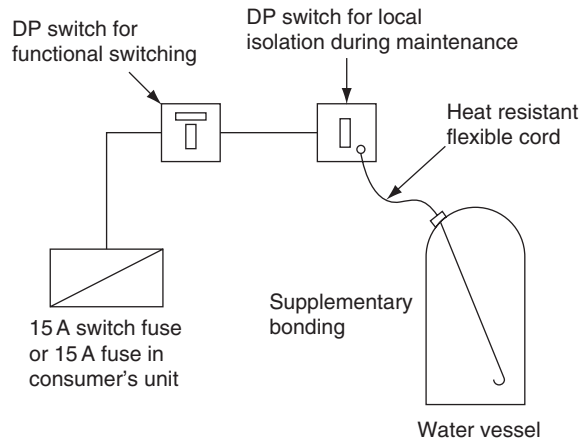 DP switch for
functional switching
DP switch for local
isolation during maintenance
Heat resistant
flexible cord
15 A switch fuse
or 15 A fuse in
consumer's unit
Supplementary
bonding
Water vessel